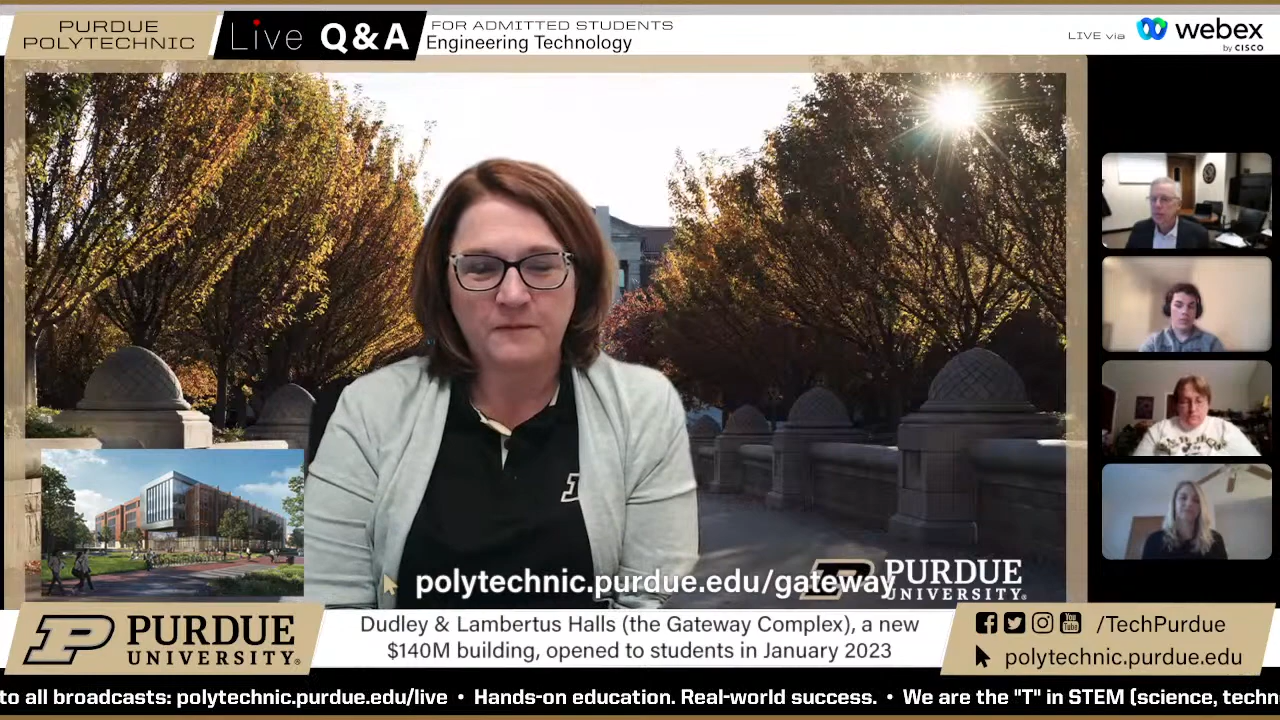 PURDUE
POLYTECHNIC
Live Q&A
FOR ADMITTED STUDENTS
Engineering Technology
LIVE via webex
by CISCO
polytechnic.purdue.edu/gateway
PURDUE
UNIVERSITY®
PURDUE
UNIVERSITY®
Dudley & Lambertus Halls (the Gateway Complex), a new
$140M building, opened to students in January 2023
You
Tube
/TechPurdue
polytechnic.purdue.edu
to all broadcasts: polytechnic.purdue.edu/live • Hands-on education. Real-world success. • We are the "T" in STEM (science, techn